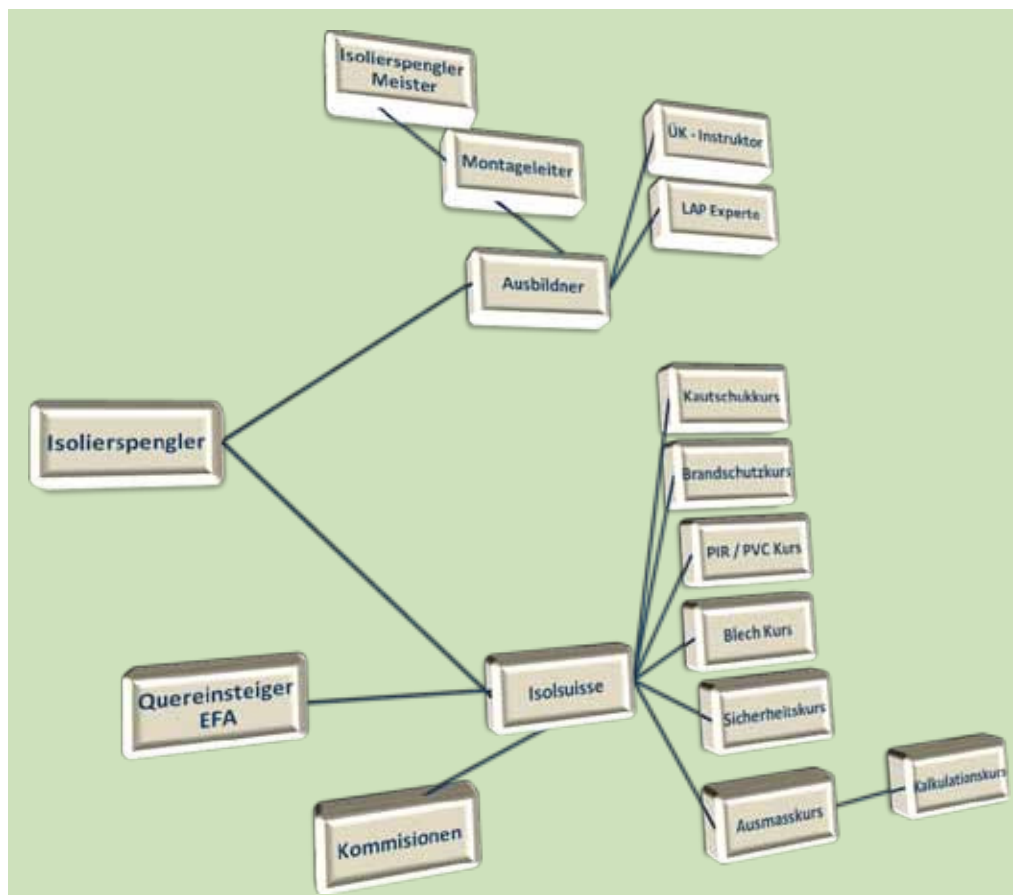 Isolierspengler
Meister
Montageleiter
ÜK - Instruktor
LAP Experte
Ausbildner
Isolierspengler
Kautschukkurs
Brandschutzkurs
PIR / PVC Kurs
Blech Kurs
Isolsuisse
Sicherheitskurs
Quereinsteiger
EFA
Kalkulationskurs
Ausmasskurs
Kommisionen